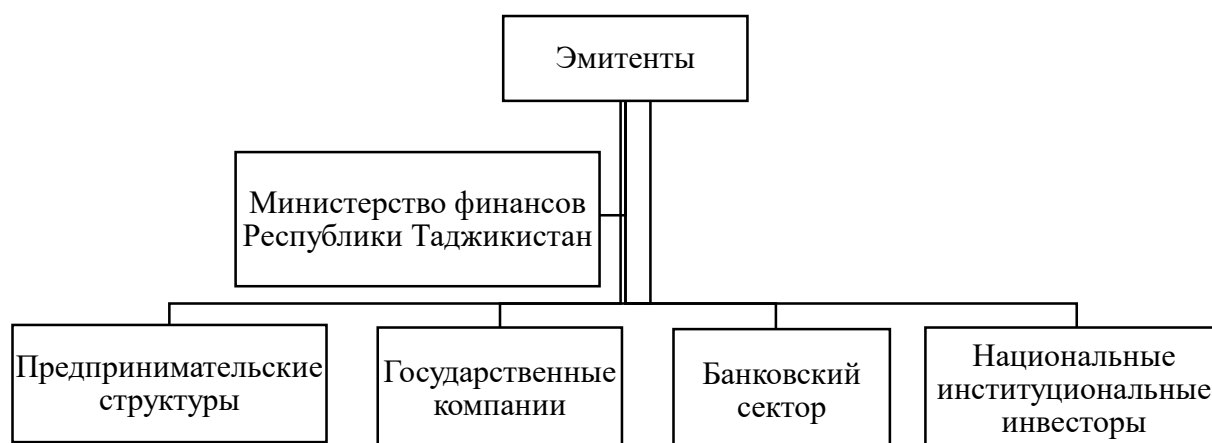 Эмитенты
Министерство финансов
Республики Таджикистан
Предпринимательские
структуры
Государственные
компании
Банковский
сектор
Национальные
институциональные
инвесторы